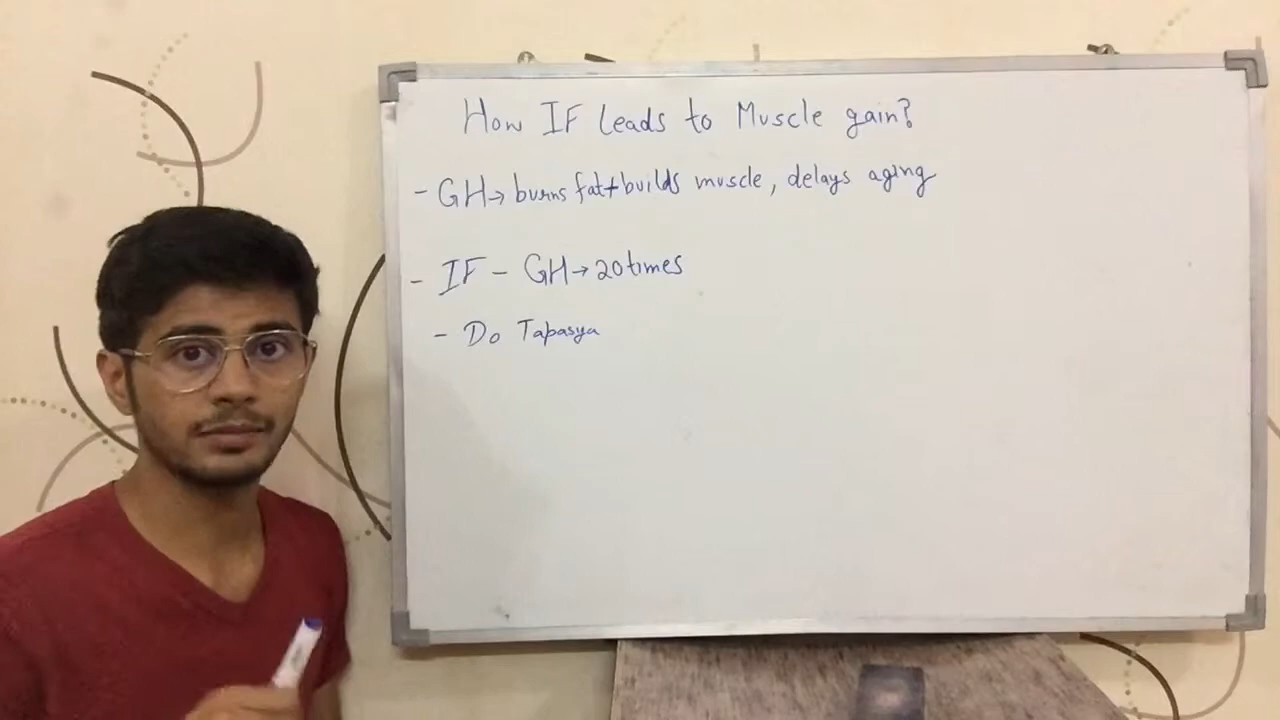 How IF leads to Muscle gain?
- GH→ burns fat+builds muscle, delays aging
- IF - GH→20times
- Do Tapasya